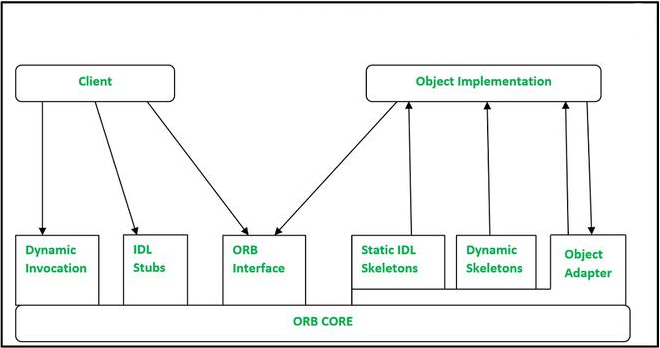 Client
Object Implementation
Dynamic
Invocation
IDL
Stubs
ORB
Interface
Static IDL
Skeletons
Dynamic
Skeletons
Object
Adapter
ORB CORE